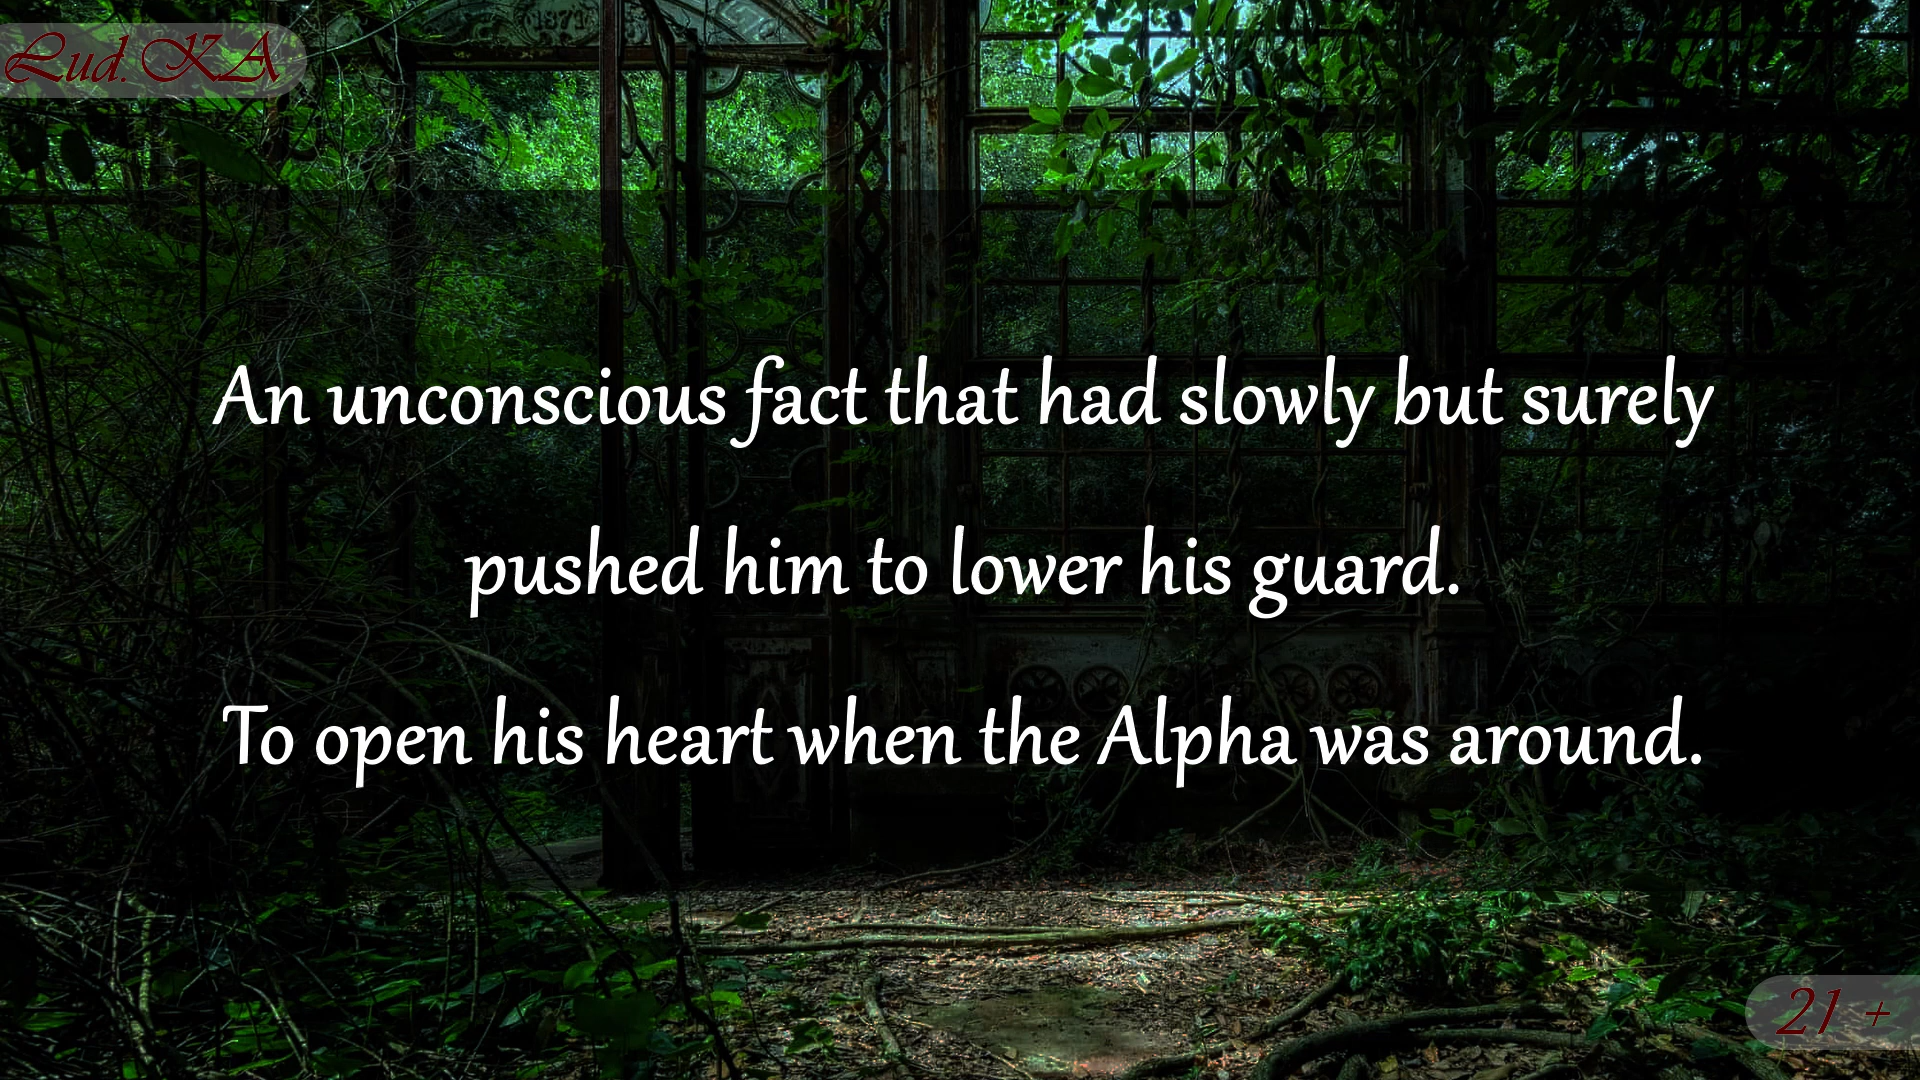 Lud. KA
1871
An unconscious fact that had slowly but surely
pushed him to lower his guard.
To open his heart when the Alpha was around.
21 +